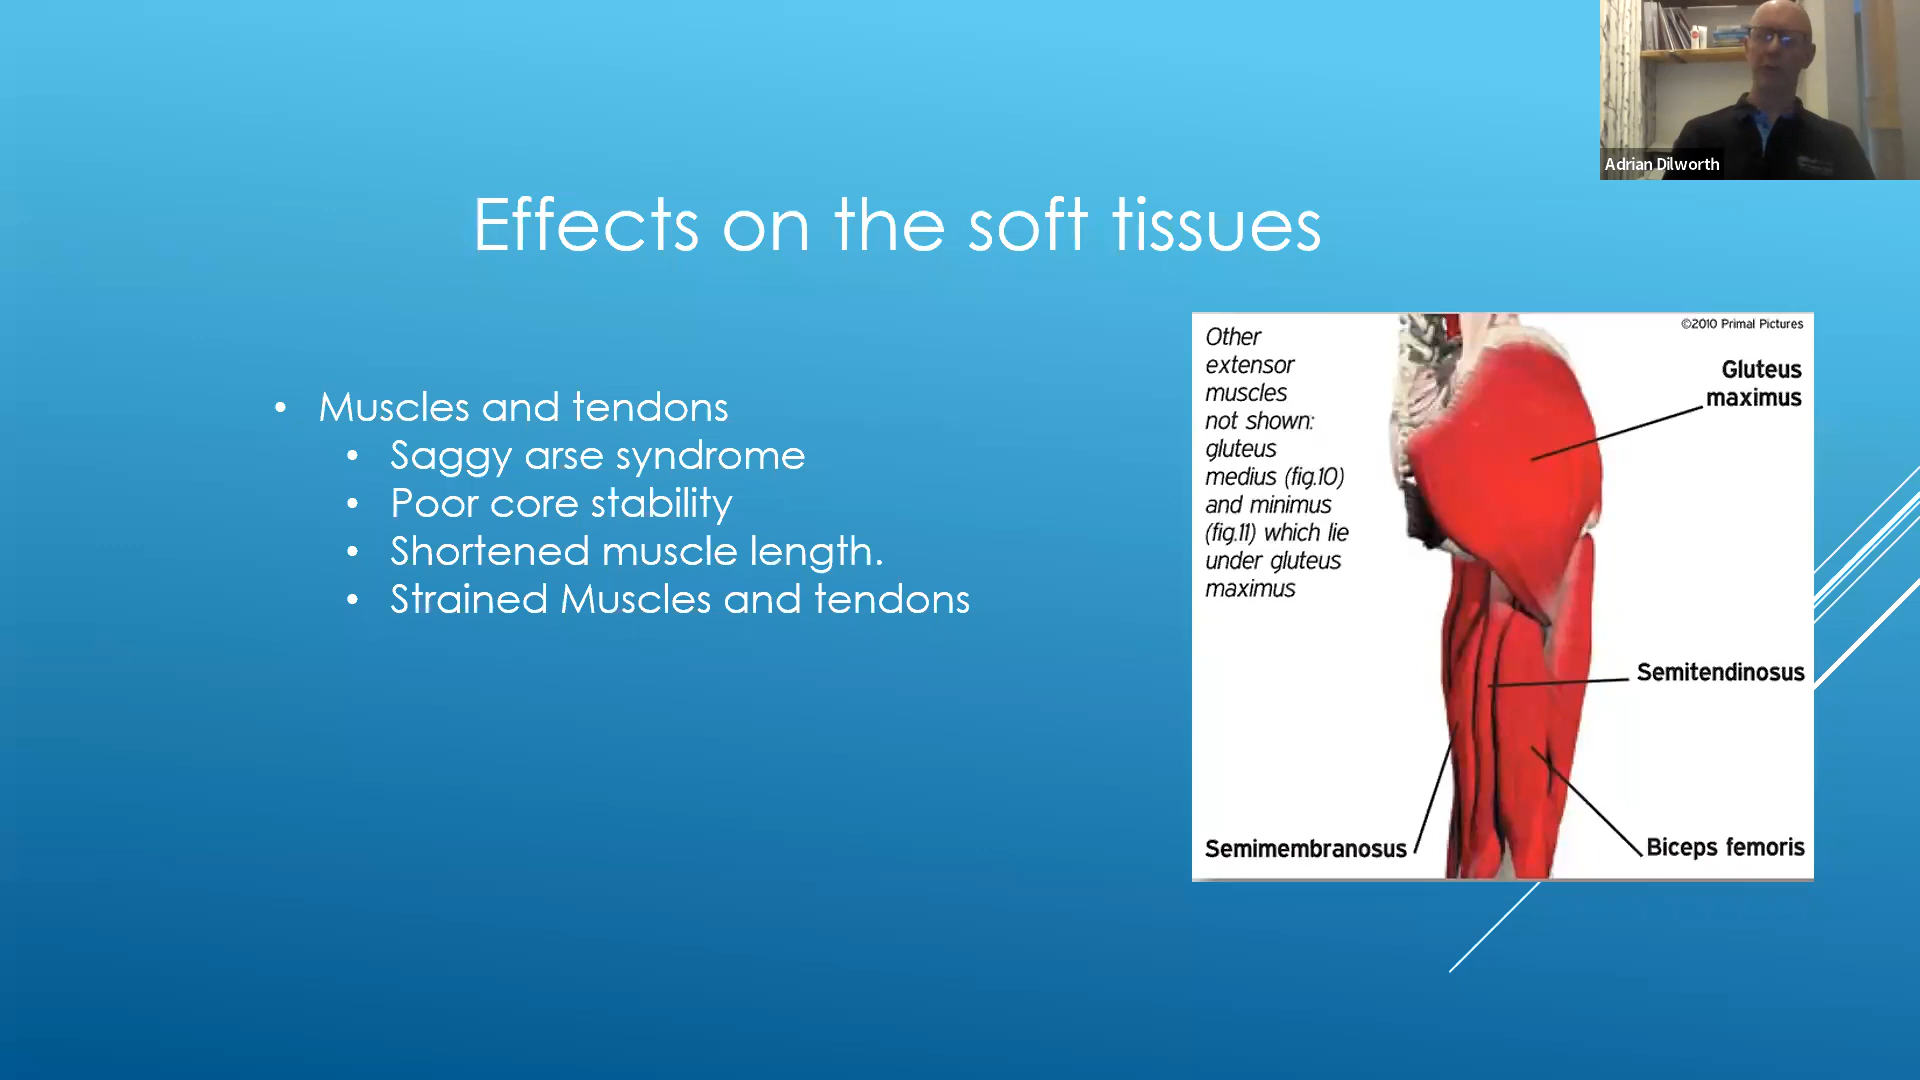 Adrian Dilworth
Effects on the soft tissues
• Muscles and tendons
• Saggy arse syndrome
• Poor core stability
• Shortened muscle length.
• Strained Muscles and tendons
Other
extensor
muscles
not shown:
gluteus
medius (fig.10)
and minimus
(fig.11) which lie
under gluteus
maximus
©2010 Primal Pictures
Gluteus
maximus
Semitendinosus
Semimembranosus
Biceps femoris